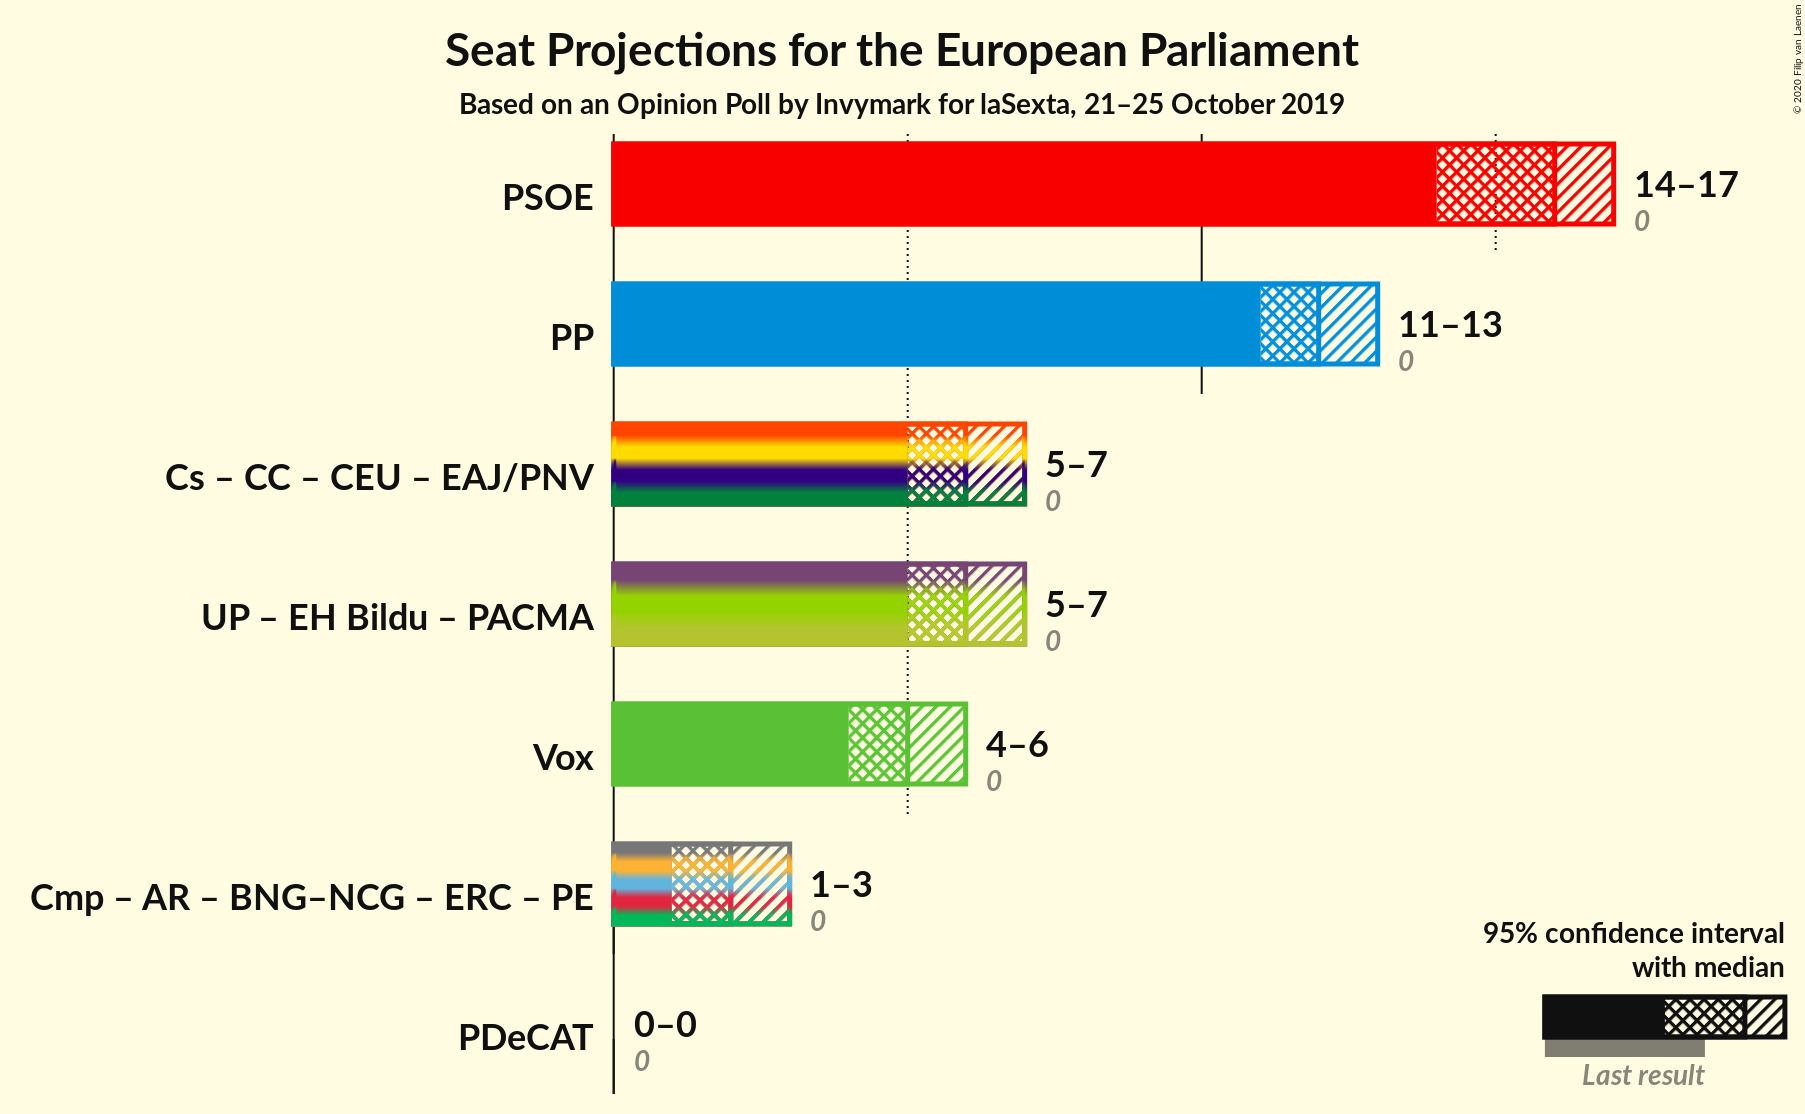 Seat Projections for the European Parliament
Based on an Opinion Poll by Invymark for laSexta, 21–25 October 2019
© 2020 Filip van Laenen
PSOE
14–17
0
PP
11–13
0
Cs – CC – CEU – EAJ/PNV
5–7
0
UP – EH Bildu – PACMA
5–7
0
Vox
4–6
0
Cmp – AR – BNG–NCG – ERC – PE
1–3
0
PDeCAT
0–0
0
95% confidence interval
with median
Last result